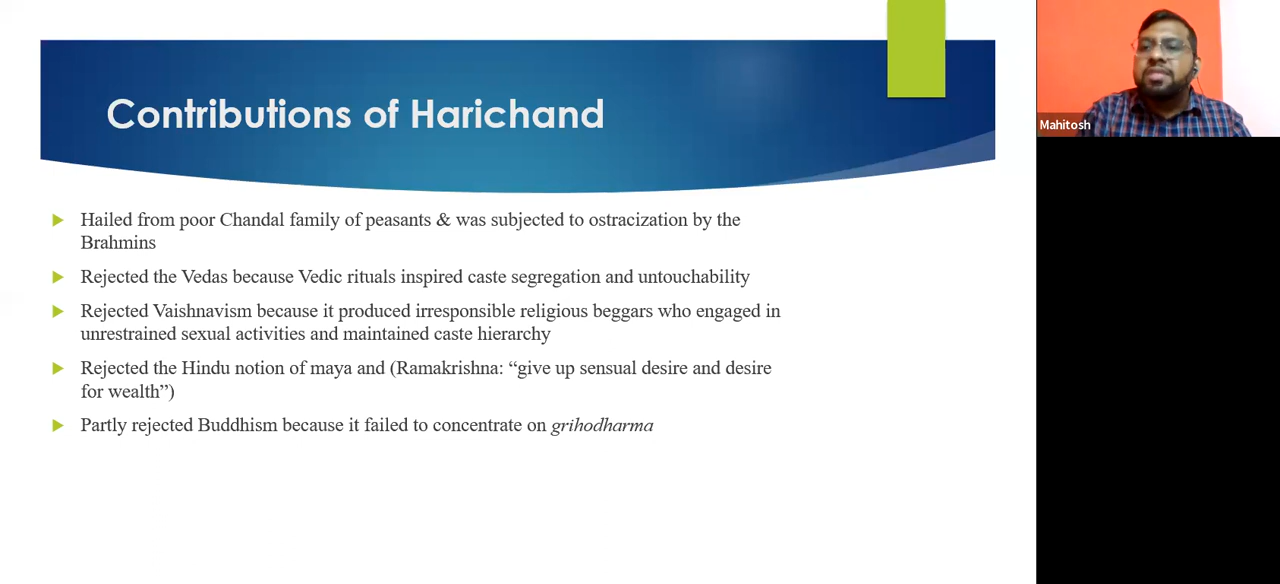 Contributions of Harichand
Hailed from poor Chandal family of peasants & was subjected to ostracization by the
Brahmins
Rejected the Vedas because Vedic rituals inspired caste segregation and untouchability
Rejected Vaishnavism because it produced irresponsible religious beggars who engaged in
unrestrained sexual activities and maintained caste hierarchy
Rejected the Hindu notion of maya and (Ramakrishna: “give up sensual desire and desire
for wealth”)
Partly rejected Buddhism because it failed to concentrate on grihodharma
Mahitosh